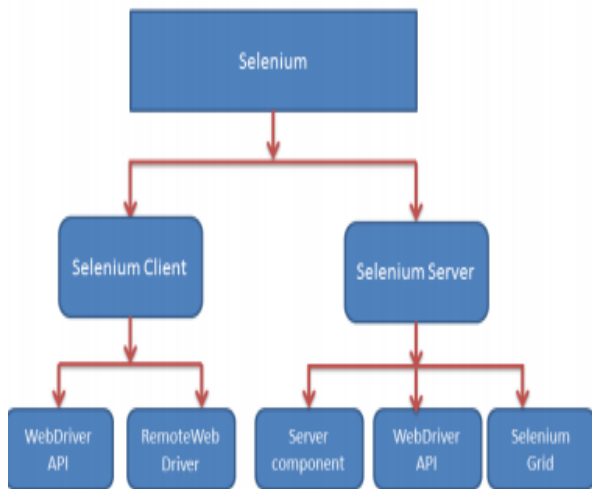 Selenium
Selenium Client
Selenium Server
WebDriver
API
RemoteWeb
Driver
Server
component
WebDriver
API
Selenium
Grid